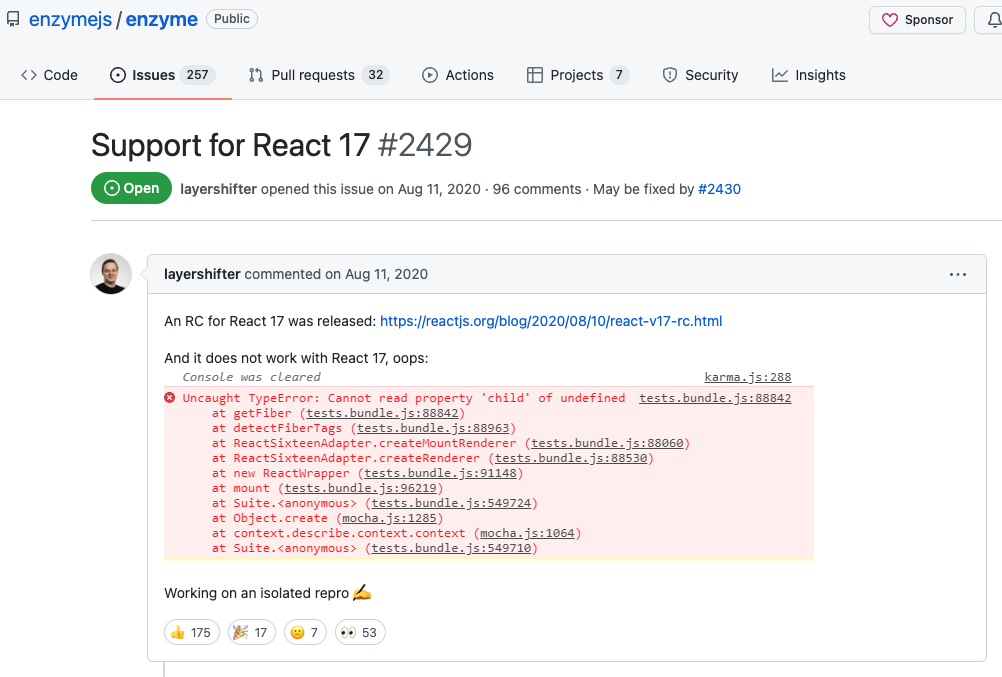 enzymejs / enzyme Public Sponsor
Code Issues 257 Pull requests 32 Actions Projects 7 Security Insights
Support for React 17 #2429
Open layershifter opened this issue on Aug 11, 2020 · 96 comments · May be fixed by #2430
layershifter commented on Aug 11, 2020 ...
An RC for React 17 was released: https://reactjs.org/blog/2020/08/10/react-v17-rc.html
And it does not work with React 17, oops:
Console was cleared karma.js:288
Uncaught TypeError: Cannot read property 'child' of undefined tests.bundle.js:88842
at getFiber (tests.bundle.js:88842)
at detectFiberTags (tests.bundle.js:88963)
at ReactSixteenAdapter.createMountRenderer (tests.bundle.js:88060)
at ReactSixteenAdapter.createRenderer (tests.bundle.js:88530)
at new ReactWrapper (tests.bundle.js:91148)
at mount (tests.bundle.js:96219)
at Suite.<anonymous> (tests.bundle.js:549724)
at Object.create (mocha.js:1285)
at context.describe.context.context (mocha.js:1064)
at Suite.<anonymous> (tests.bundle.js:549710)
Working on an isolated repro ✍️
👍 175 🎉 17 😕 7 👀 53